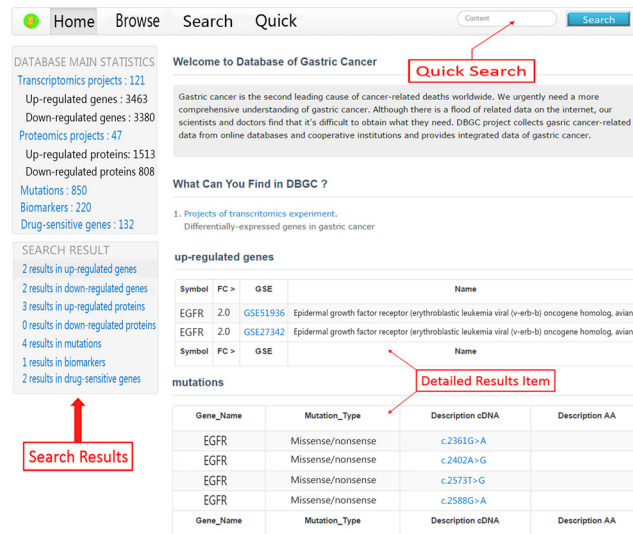 Home Browse Search Quick Content Search
Quick Search
DATABASE MAIN STATISTICS
Transcriptomics projects : 121
Up-regulated genes : 3463
Down-regulated genes : 3380
Proteomics projects : 47
Up-regulated proteins: 1513
Down-regulated proteins 808
Mutations : 850
Biomarkers : 220
Drug-sensitive genes : 132
SEARCH RESULT
2 results in up-regulated genes
2 results in down-regulated genes
3 results in up-regulated proteins
0 results in down-regulated proteins
4 results in mutations
1 results in biomarkers
2 results in drug-sensitive genes
Search Results
Welcome to Database of Gastric Cancer
Gastric cancer is the second leading cause of cancer-related deaths worldwide. We urgently need a more
comprehensive understanding of gastric cancer. Although there is a flood of related data on the internet, our
scientists and doctors find that it's difficult to obtain what they need. DBGC project collects gasric cancer-related
data from online databases and cooperative institutions and provides integrated data of gastric cancer.
What Can You Find in DBGC ?
1. Projects of transcritomics experiment.
Differentially-expressed genes in gastric cancer
up-regulated genes
Symbol FC > GSE Name
EGFR 2.0 GSE51936 Epidermal growth factor receptor (erythroblastic leukemia viral (v-erb-b) oncogene homolog, avian
EGFR 2.0 GSE27342 Epidermal growth factor receptor (erythroblastic leukemia viral (v-erb-b) oncogene homolog, avian
Symbol FC > GSE Name
Detailed Results Item
mutations
Gene_Name Mutation_Type Description cDNA Description AA
EGFR Missense/nonsense c.2361G>A
EGFR Missense/nonsense c.2402A>G
EGFR Missense/nonsense c.2573T>G
EGFR Missense/nonsense c.2588G>A
Gene_Name Mutation_Type Description cDNA Description AA